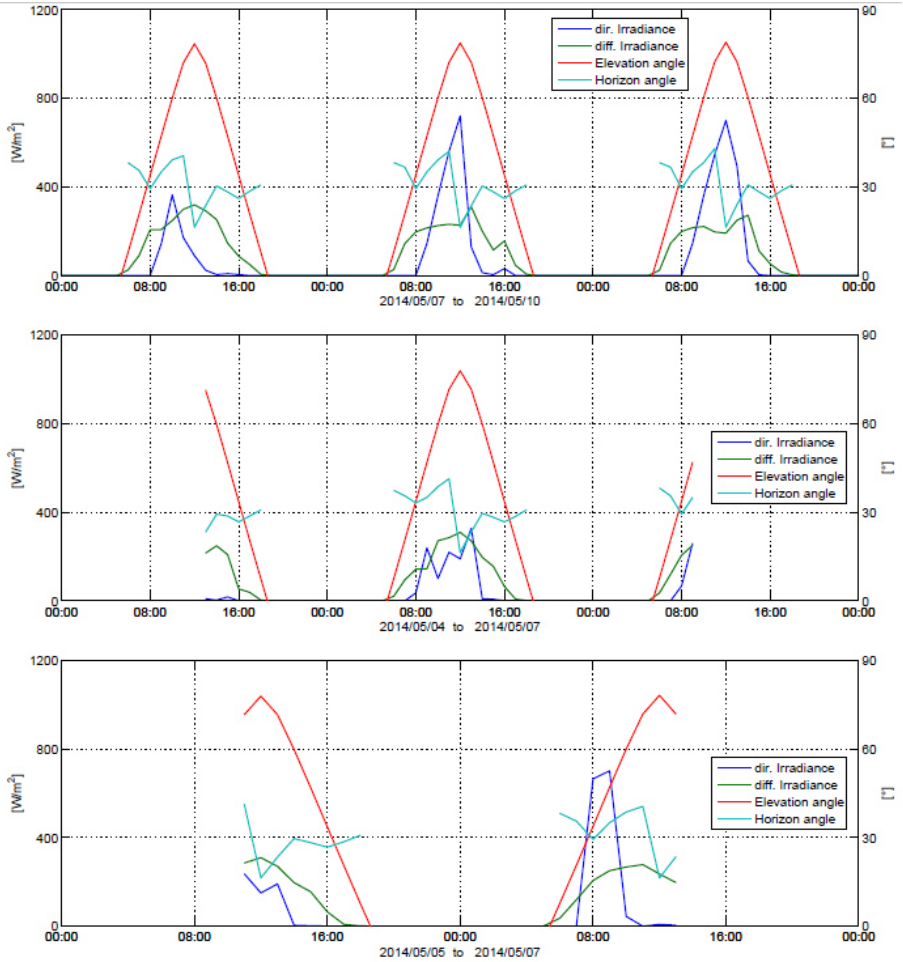 1200
90
dir. Irradiance
diff. Irradiance
Elevation angle
Horizon angle
800
60
[W/m²]
[°]
400
30
0
0
00:00 08:00 16:00 00:00 08:00 16:00 00:00 08:00 16:00 00:00
2014/05/07 to 2014/05/10
1200
90
800
60
dir. Irradiance
diff. Irradiance
Elevation angle
Horizon angle
[W/m²]
[°]
400
30
0
0
00:00 08:00 16:00 00:00 08:00 16:00 00:00 08:00 16:00 00:00
2014/05/04 to 2014/05/07
1200
90
800
60
dir. Irradiance
diff. Irradiance
Elevation angle
Horizon angle
[W/m²]
[°]
400
30
0
0
00:00 08:00 16:00 00:00 08:00 16:00 00:00
2014/05/05 to 2014/05/07